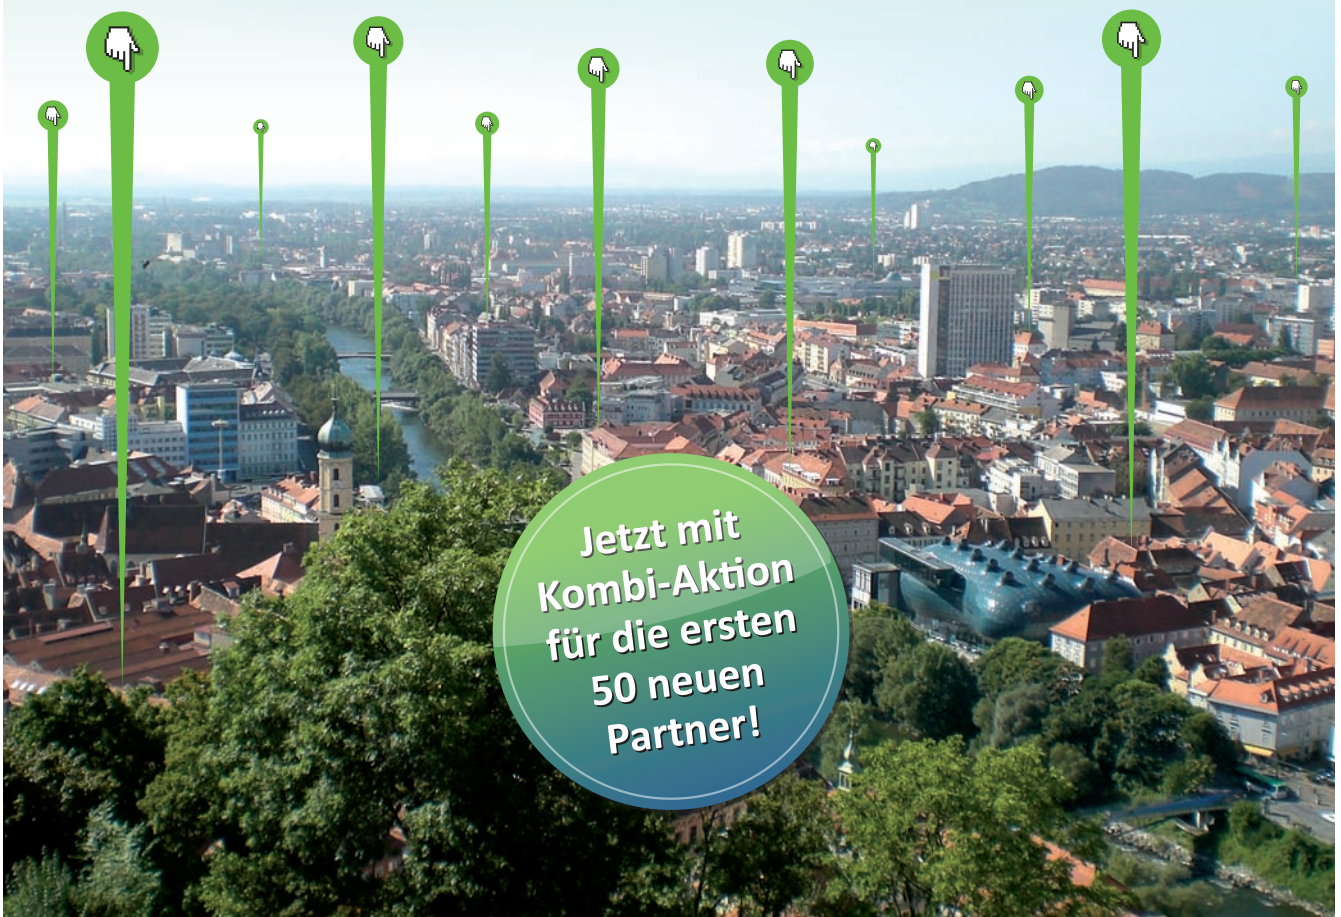 Jetzt mit
Kombi-Aktion
für die ersten
50 neuen
Partner!